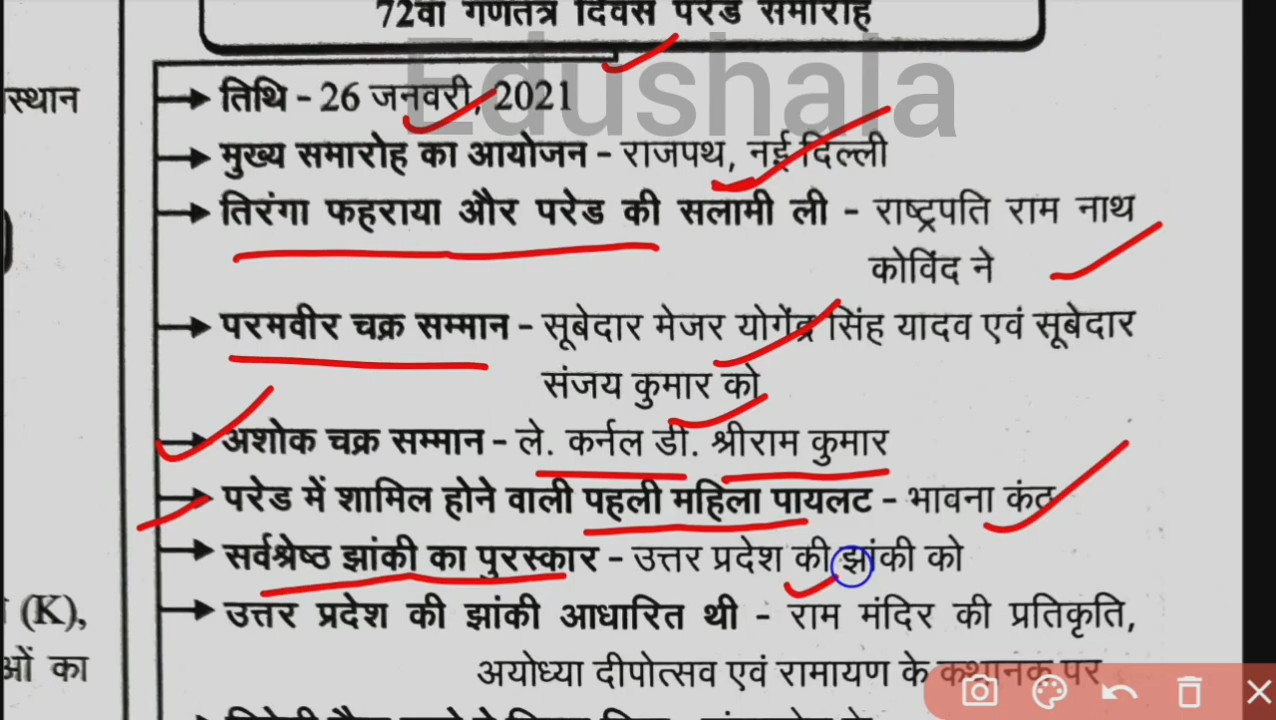 72वां गणतंत्र दिवस परेड समारोह
Edushala
स्थान
तिथि - 26 जनवरी, 2021
मुख्य समारोह का आयोजन - राजपथ, नई दिल्ली
तिरंगा फहराया और परेड की सलामी ली - राष्ट्रपति राम नाथ
कोविंद ने
परमवीर चक्र सम्मान - सूबेदार मेजर योगेंद्र सिंह यादव एवं सूबेदार
संजय कुमार को
अशोक चक्र सम्मान - ले. कर्नल डी. श्रीराम कुमार
परेड में शामिल होने वाली पहली महिला पायलट - भावना कंठ
सर्वश्रेष्ठ झांकी का पुरस्कार - उत्तर प्रदेश की झांकी को
उत्तर प्रदेश की झांकी आधारित थी - राम मंदिर की प्रतिकृति,
(K),
अयोध्या दीपोत्सव एवं रामायण के कथानक पर
ओं का